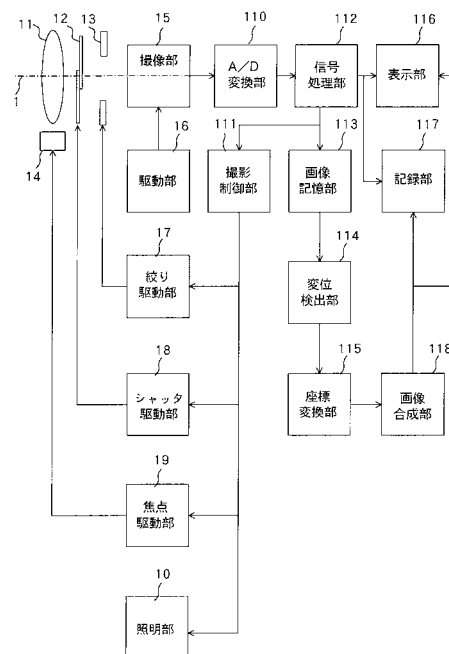 11
12
13
15
110
112
116
撮像部
A/D
変換部
信号
処理部
表示部
1
14
16
駆動部
111
撮影
制御部
113
画像
記憶部
117
記録部
17
絞り
駆動部
114
変位
検出部
18
シャッタ
駆動部
115
座標
変換部
118
画像
合成部
19
焦点
駆動部
10
照明部